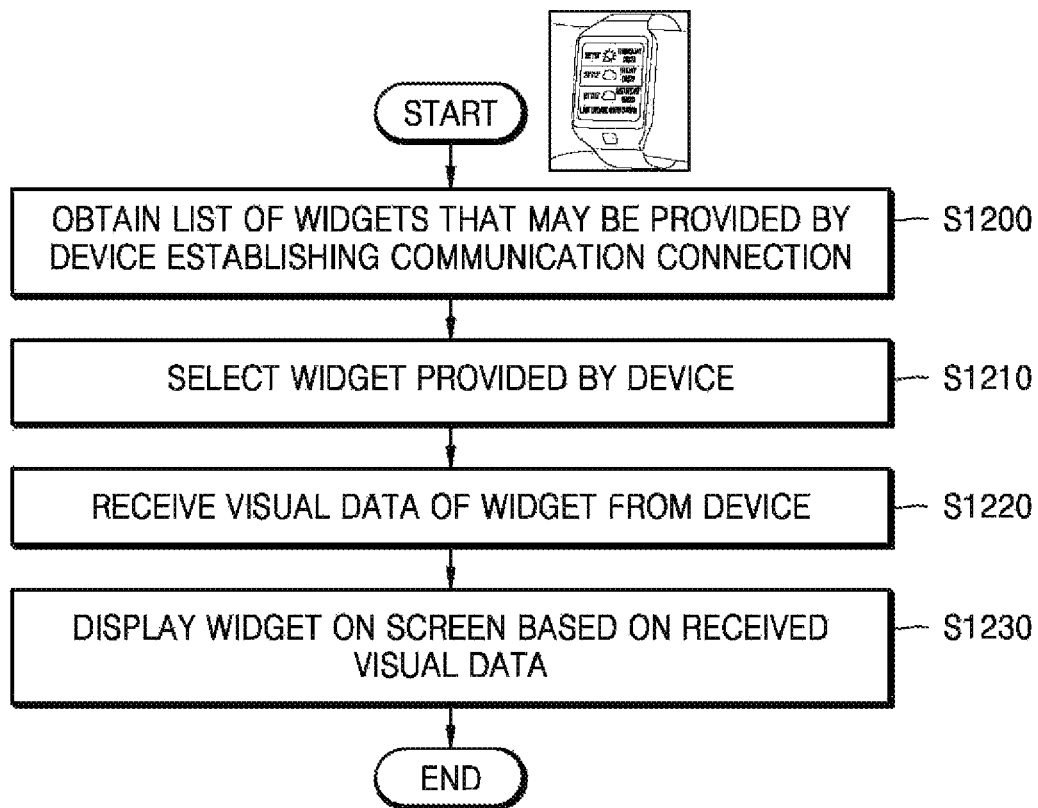 START
OBTAIN LIST OF WIDGETS THAT MAY BE PROVIDED BY
DEVICE ESTABLISHING COMMUNICATION CONNECTION
S1200
SELECT WIDGET PROVIDED BY DEVICE
S1210
RECEIVE VISUAL DATA OF WIDGET FROM DEVICE
S1220
DISPLAY WIDGET ON SCREEN BASED ON RECEIVED
VISUAL DATA
S1230
END